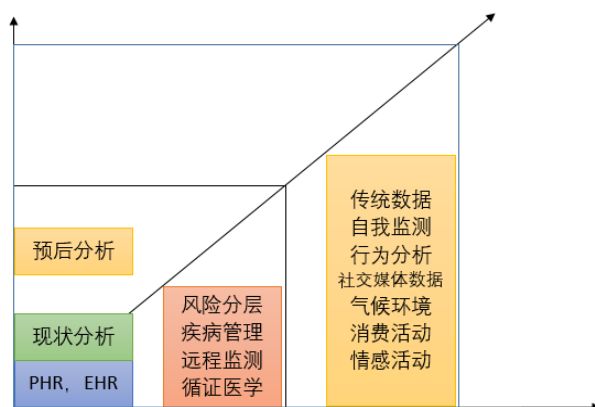 预后分析
现状分析
PHR，EHR
风险分层
疾病管理
远程监测
循证医学
传统数据
自我监测
行为分析
社交媒体数据
气候环境
消费活动
情感活动